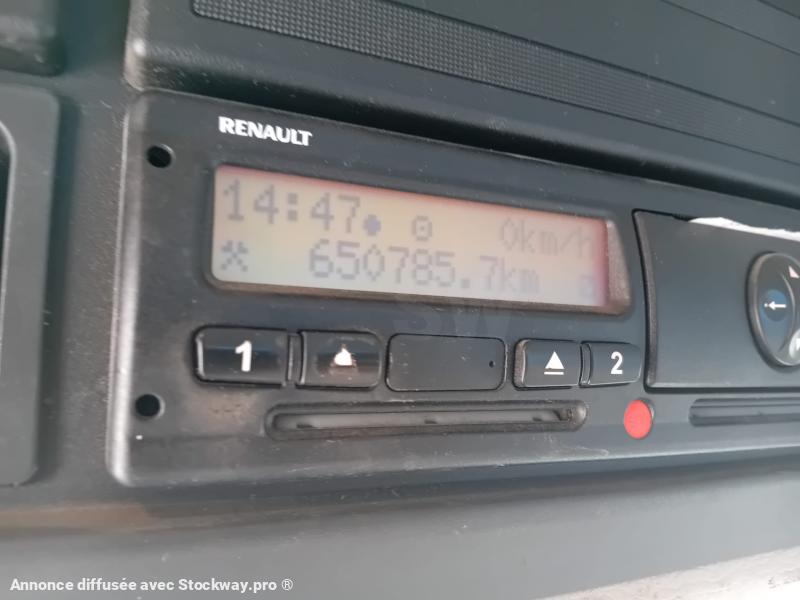 RENAULT
14:47 0km/h
650785.7km
1 2
Annonce diffusée avec Stockway.pro ®